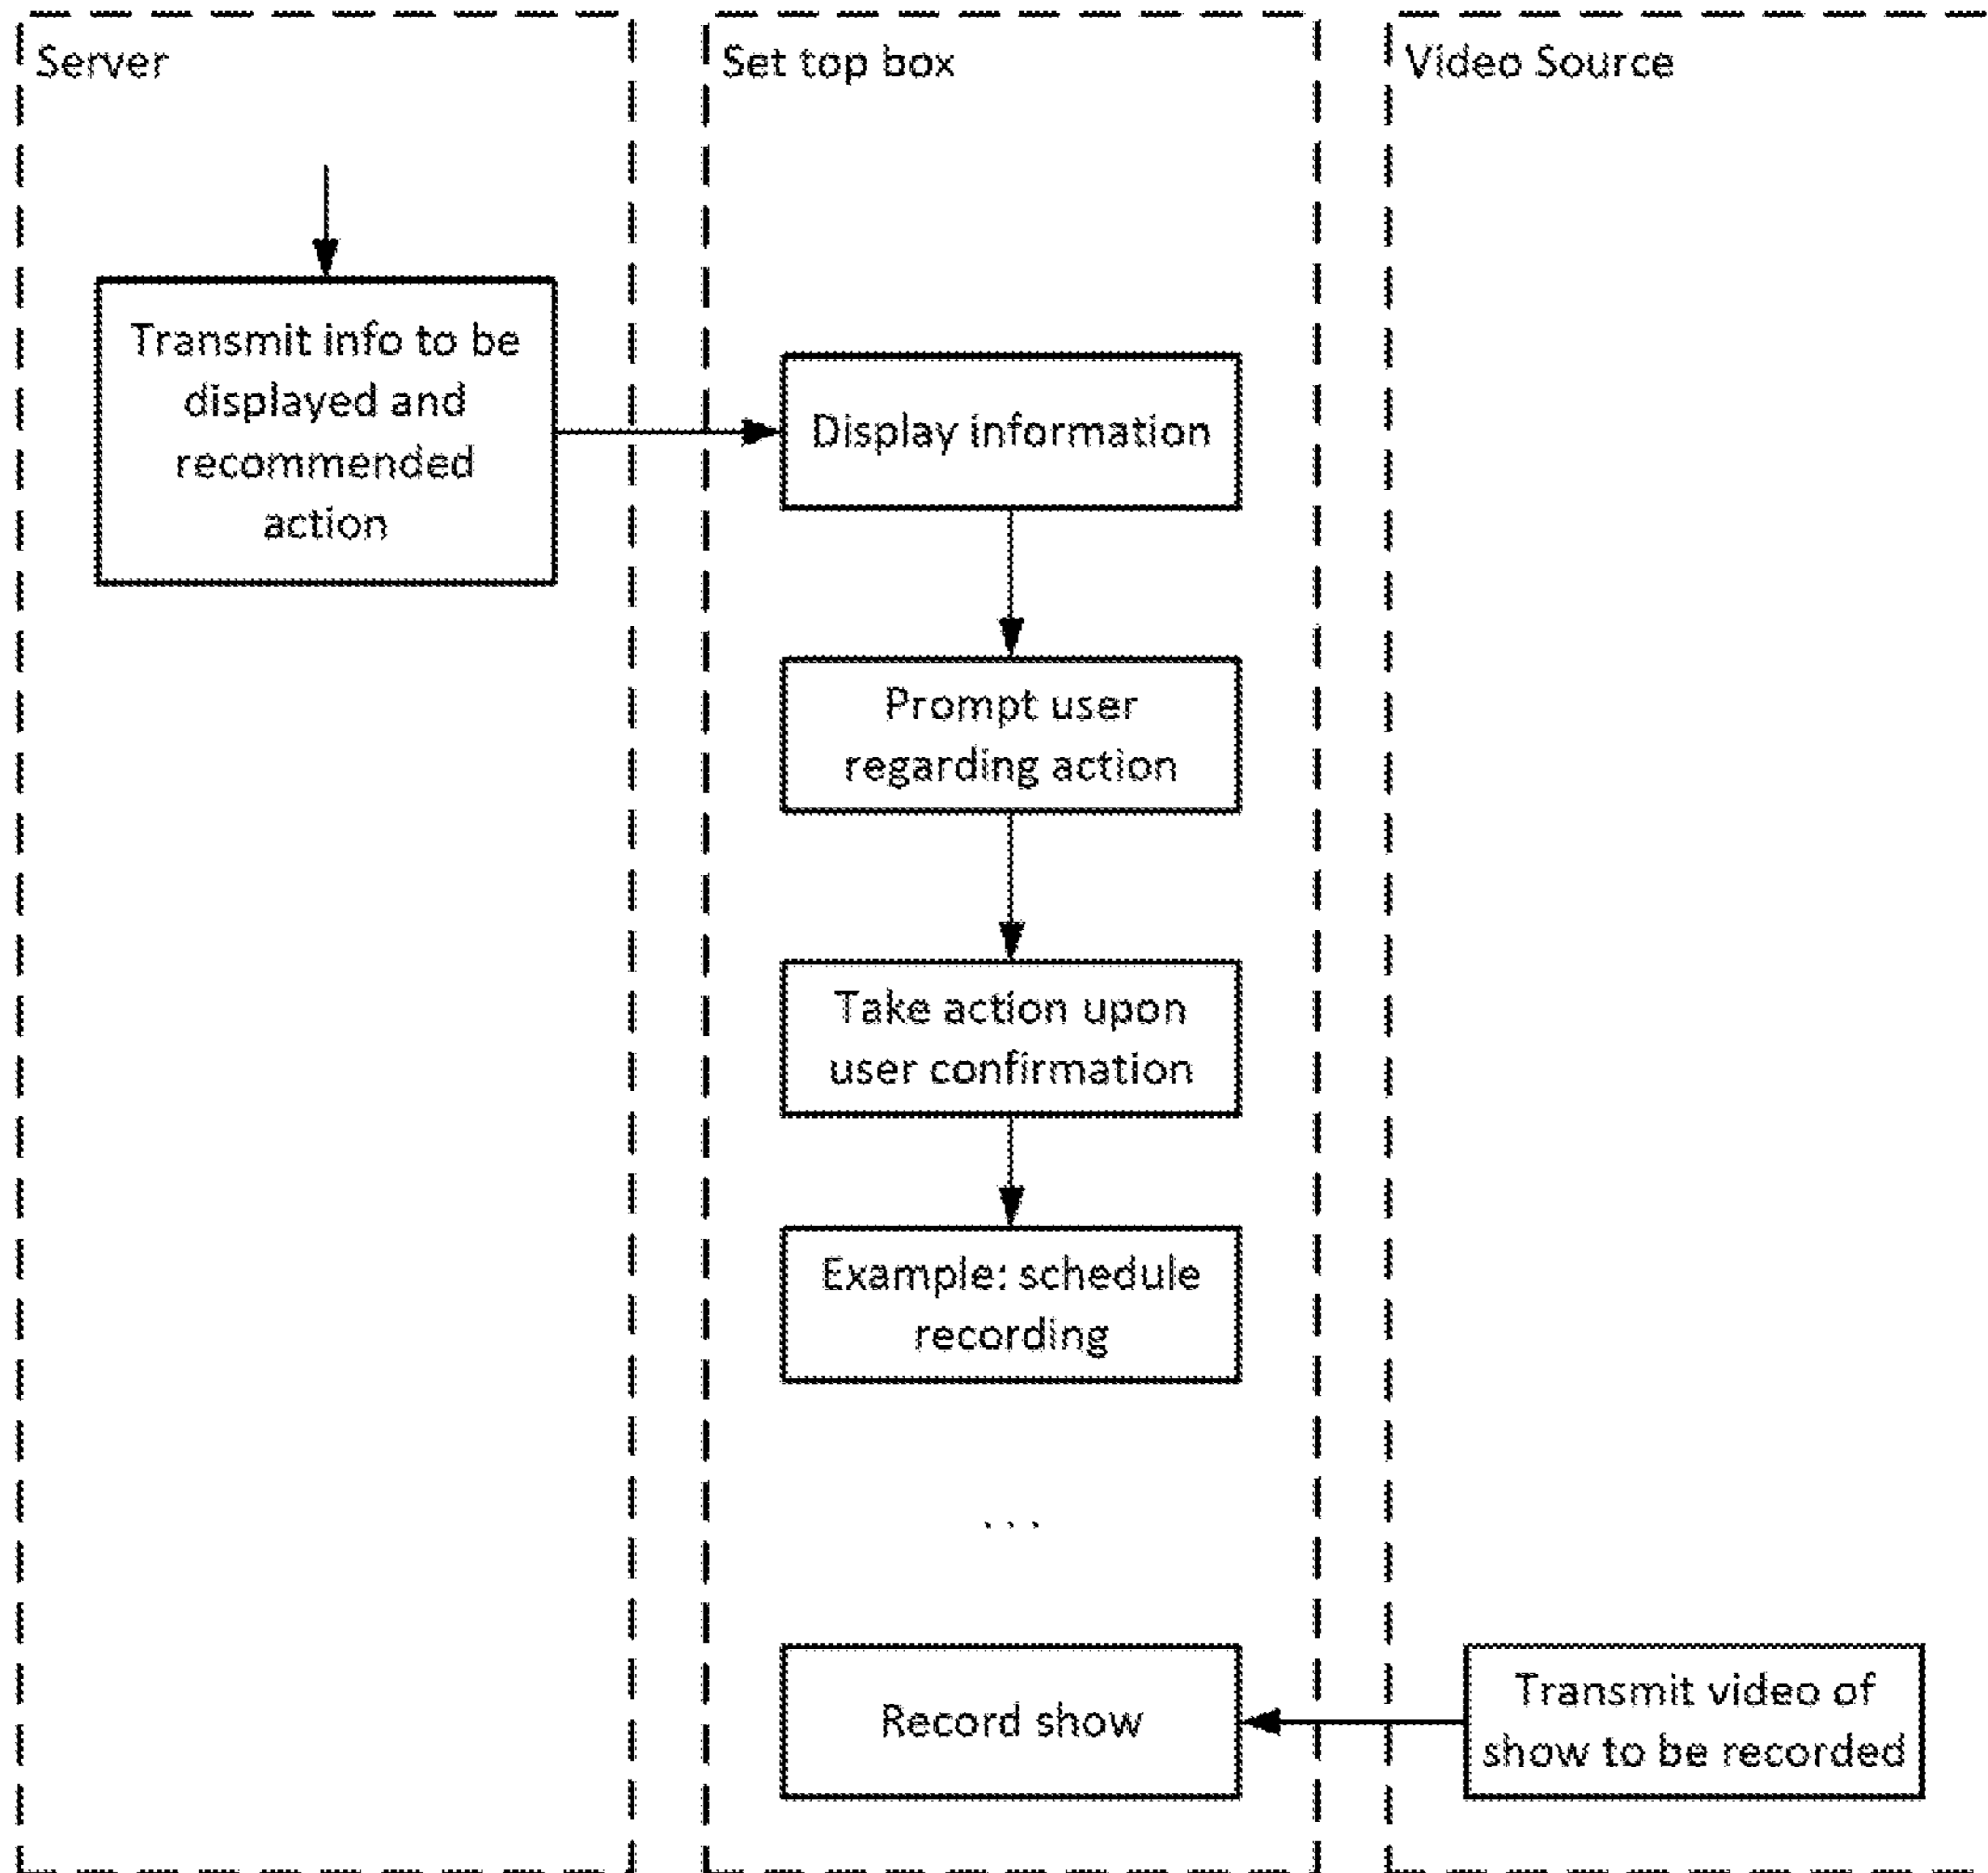 Server
Set top box
Video Source
Transmit info to be
displayed and
recommended
action
Display information
Prompt user
regarding action
Take action upon
user confirmation
Example: schedule
recording
...
Record show
Transmit video of
show to be recorded